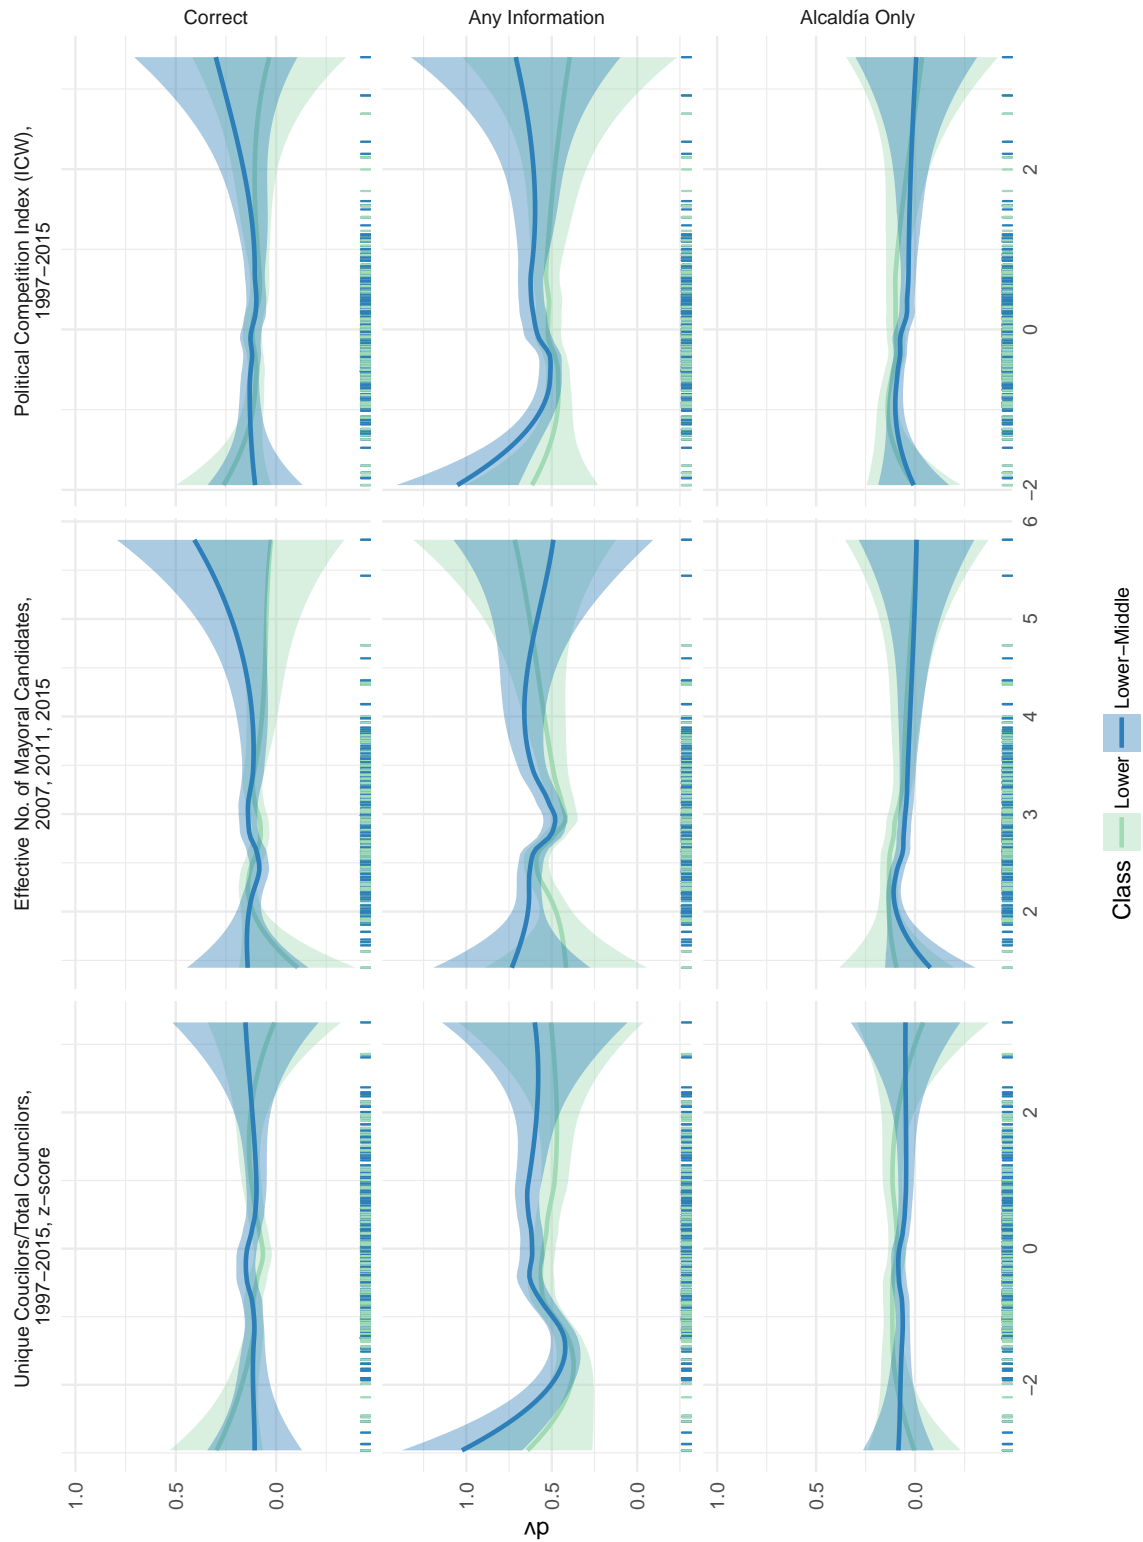 Unique Coucilors/Total Councilors,
1997−2015, z−score
Effective No. of Mayoral Candidates,
2007, 2011, 2015
Political Competition Index (ICW),
1997−2015
Correct
Any Information
Alcaldía Only
1.0
0.5
0.0
1.0
0.5
0.0
1.0
0.5
0.0
dv
−2
0
2
2
3
4
5
6
−2
0
2
Class
Lower
Lower−Middle